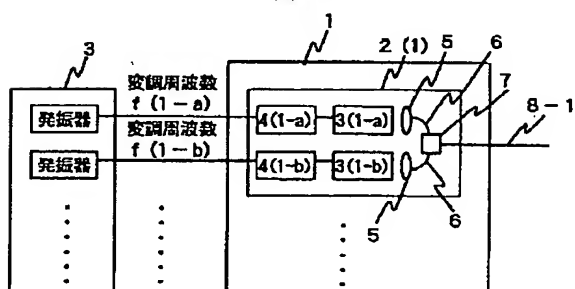 1
3
2 (1)
5
6
7
8-1
変調周波数
f (1-a)
発振器
4(1-a)
3(1-a)
変調周波数
f (1-b)
発振器
4(1-b)
3(1-b)
5
6